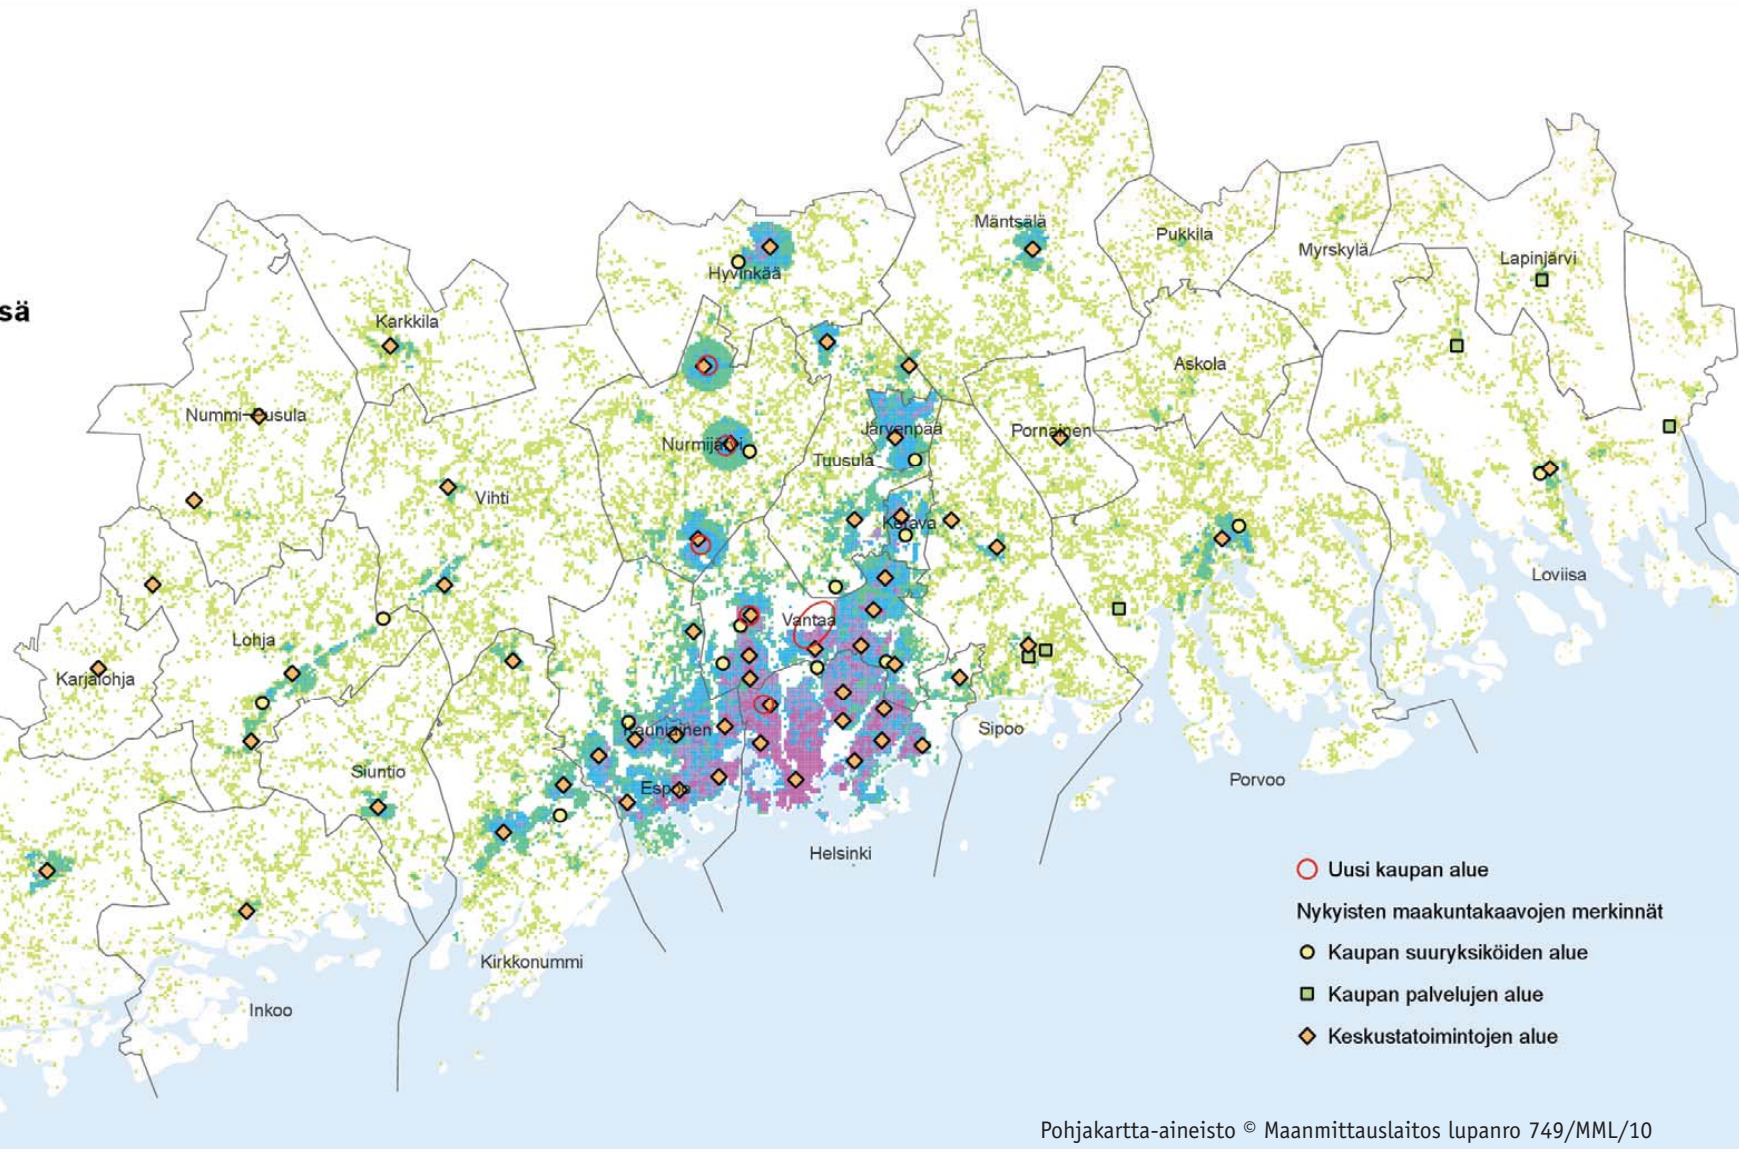 sä
Mäntsälä
Pukkila
Myrskylä
Lapinjärvi
Hyvinkää
Karkkila
Askola
Nummi-Pusula
Nurmijärvi
Järvenpää
Pornainen
Tuusula
Vihti
Kerava
Loviisa
Vantaa
Lohja
Karjalohja
Kauniainen
Sipoo
Siuntio
Porvoo
Espoo
Helsinki
Kirkkonummi
Inkoo
Uusi kaupan alue
Nykyisten maakuntakaavojen merkinnät
Kaupan suuryksiköiden alue
Kaupan palvelujen alue
Keskustatoimintojen alue
Pohjakartta-aineisto © Maanmittauslaitos lupanro 749/MML/10